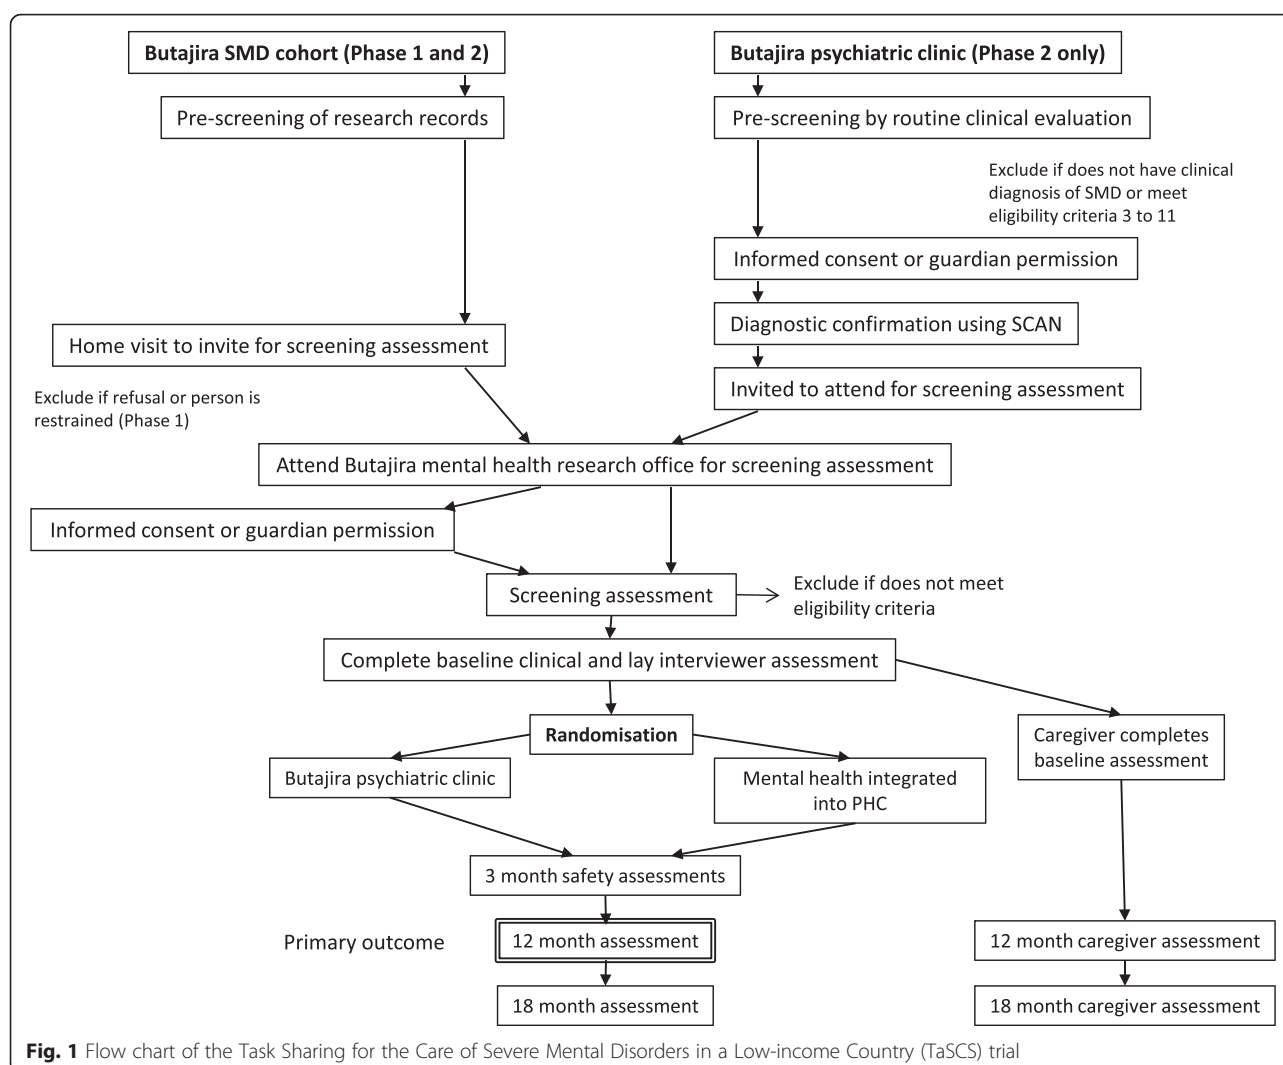 Butajira SMD cohort (Phase 1 and 2)
Butajira psychiatric clinic (Phase 2 only)
Pre-screening of research records
Pre-screening by routine clinical evaluation
Exclude if does not have clinical
diagnosis of SMD or meet
eligibility criteria 3 to 11
Informed consent or guardian permission
Diagnostic confirmation using SCAN
Home visit to invite for screening assessment
Invited to attend for screening assessment
Exclude if refusal or person is
restrained (Phase 1)
Attend Butajira mental health research office for screening assessment
Informed consent or guardian permission
Screening assessment
Exclude if does not meet
eligibility criteria
Complete baseline clinical and lay interviewer assessment
Randomisation
Caregiver completes
baseline assessment
Butajira psychiatric clinic
Mental health integrated
into PHC
3 month safety assessments
Primary outcome
12 month assessment
12 month caregiver assessment
18 month assessment
18 month caregiver assessment
Fig. 1 Flow chart of the Task Sharing for the Care of Severe Mental Disorders in a Low-income Country (TaSCS) trial